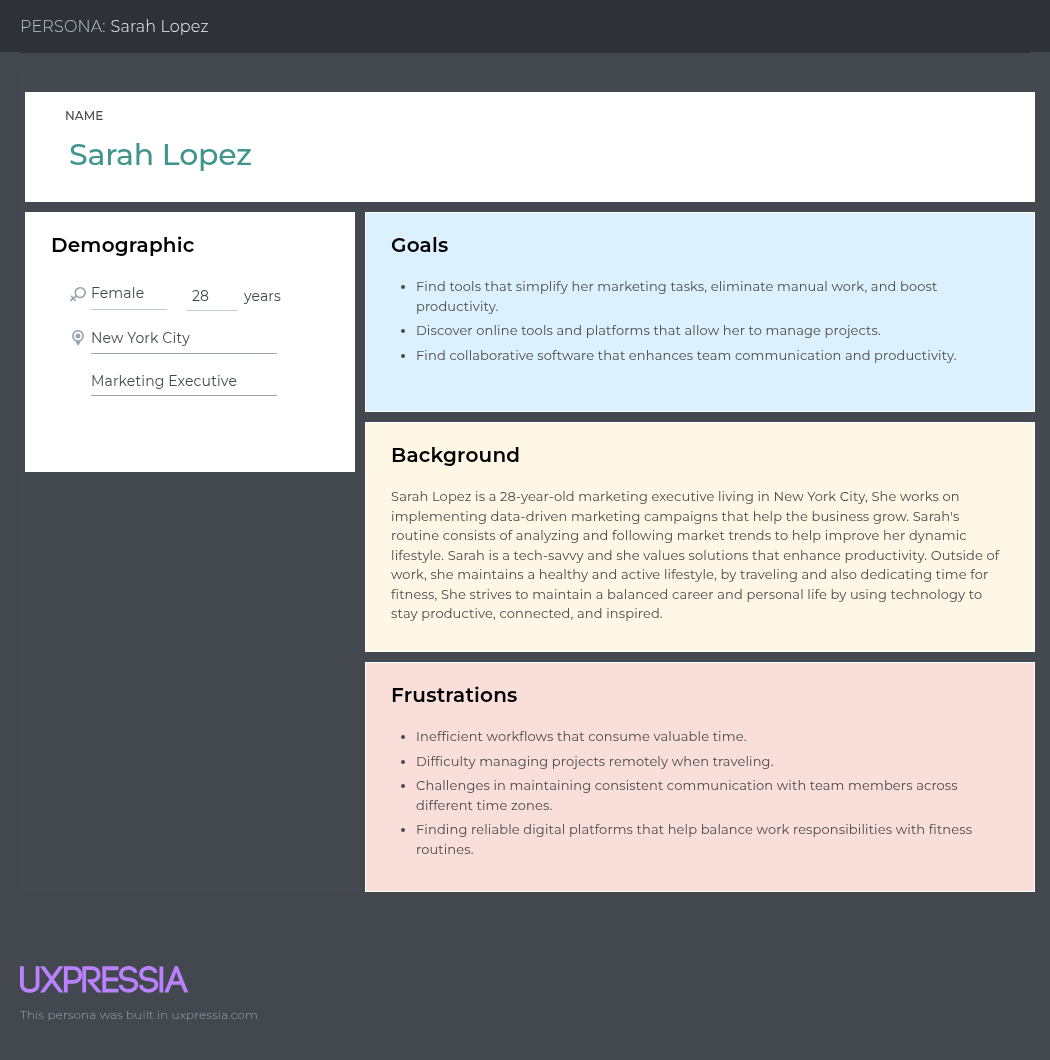 PERSONA: Sarah Lopez
NAME
Sarah Lopez
Demographic
Female 28 years
New York City
Marketing Executive
Goals
• Find tools that simplify her marketing tasks, eliminate manual work, and boost
productivity.
• Discover online tools and platforms that allow her to manage projects.
• Find collaborative software that enhances team communication and productivity.
Background
Sarah Lopez is a 28-year-old marketing executive living in New York City, She works on
implementing data-driven marketing campaigns that help the business grow. Sarah's
routine consists of analyzing and following market trends to help improve her dynamic
lifestyle. Sarah is a tech-savvy and she values solutions that enhance productivity. Outside of
work, she maintains a healthy and active lifestyle, by traveling and also dedicating time for
fitness, She strives to maintain a balanced career and personal life by using technology to
stay productive, connected, and inspired.
Frustrations
• Inefficient workflows that consume valuable time.
• Difficulty managing projects remotely when traveling.
• Challenges in maintaining consistent communication with team members across
different time zones.
• Finding reliable digital platforms that help balance work responsibilities with fitness
routines.
UXPRESSIA
This persona was built in uxpressia.com